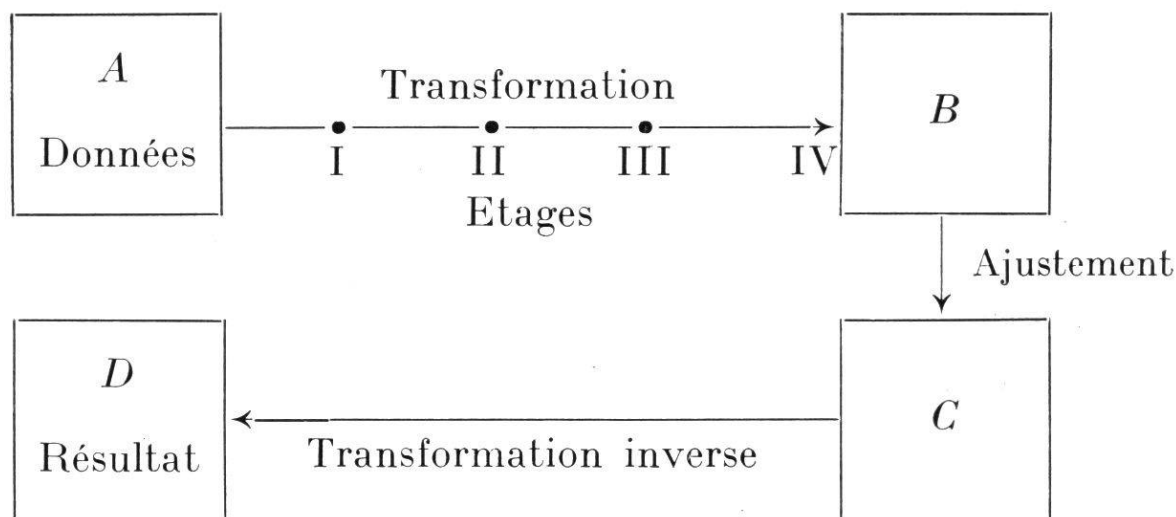 A
Données
Transformation
I II III IV
Etages
B
Ajustement
C
Transformation inverse
D
Résultat